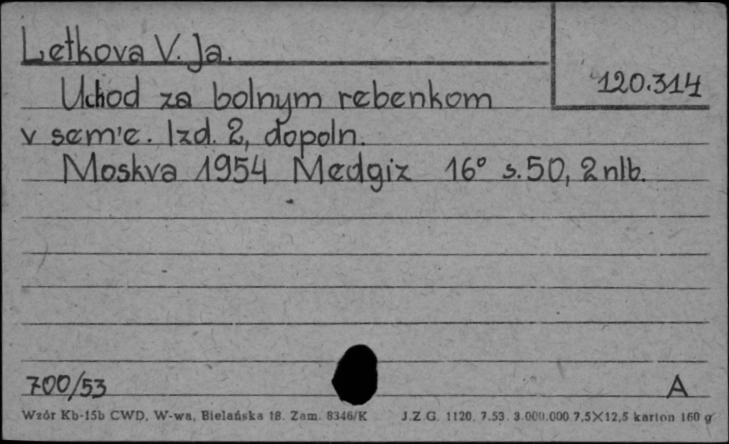 Letkova V. Ja.
120.314
Uchod za bolnym rebenkom
v sem'e. Izd. 2, dopoln.
Moskva 1954 Medgiz 16° s. 50, 2 nlb.
700/53
A
Wzór Kb-15b CWD, W-wa, Bielańska 18. Zam. 8346/K J.Z.G. 1120. 7.53. 3.000.000 7,5×12,5 karton 160 g